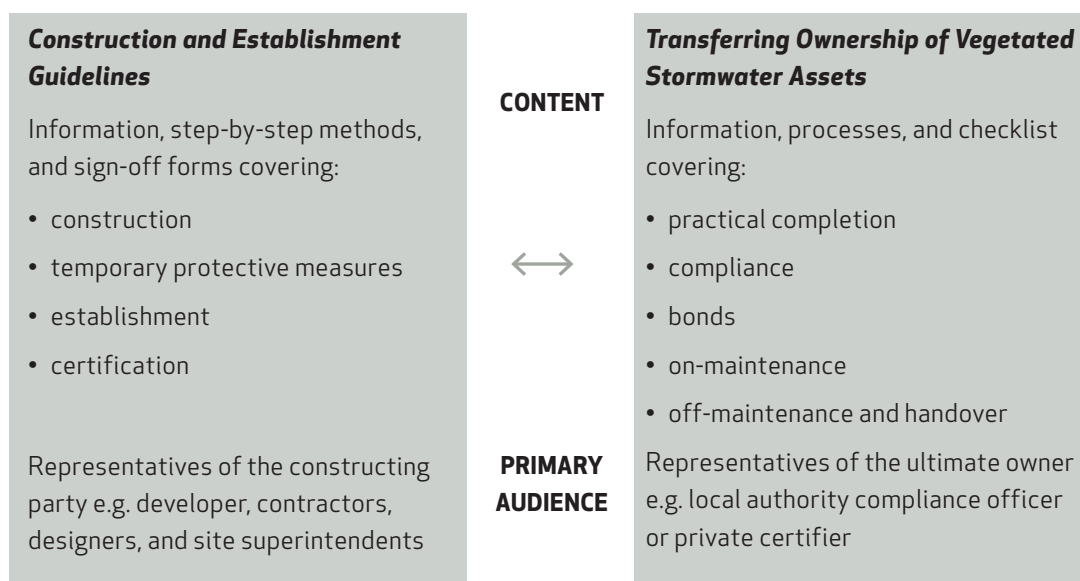 Construction and Establishment
Guidelines
Information, step-by-step methods,
and sign-off forms covering:
• construction
• temporary protective measures
• establishment
• certification
Representatives of the constructing
party e.g. developer, contractors,
designers, and site superintendents
CONTENT
PRIMARY
AUDIENCE
Transferring Ownership of Vegetated
Stormwater Assets
Information, processes, and checklist
covering:
• practical completion
• compliance
• bonds
• on-maintenance
• off-maintenance and handover
Representatives of the ultimate owner
e.g. local authority compliance officer
or private certifier